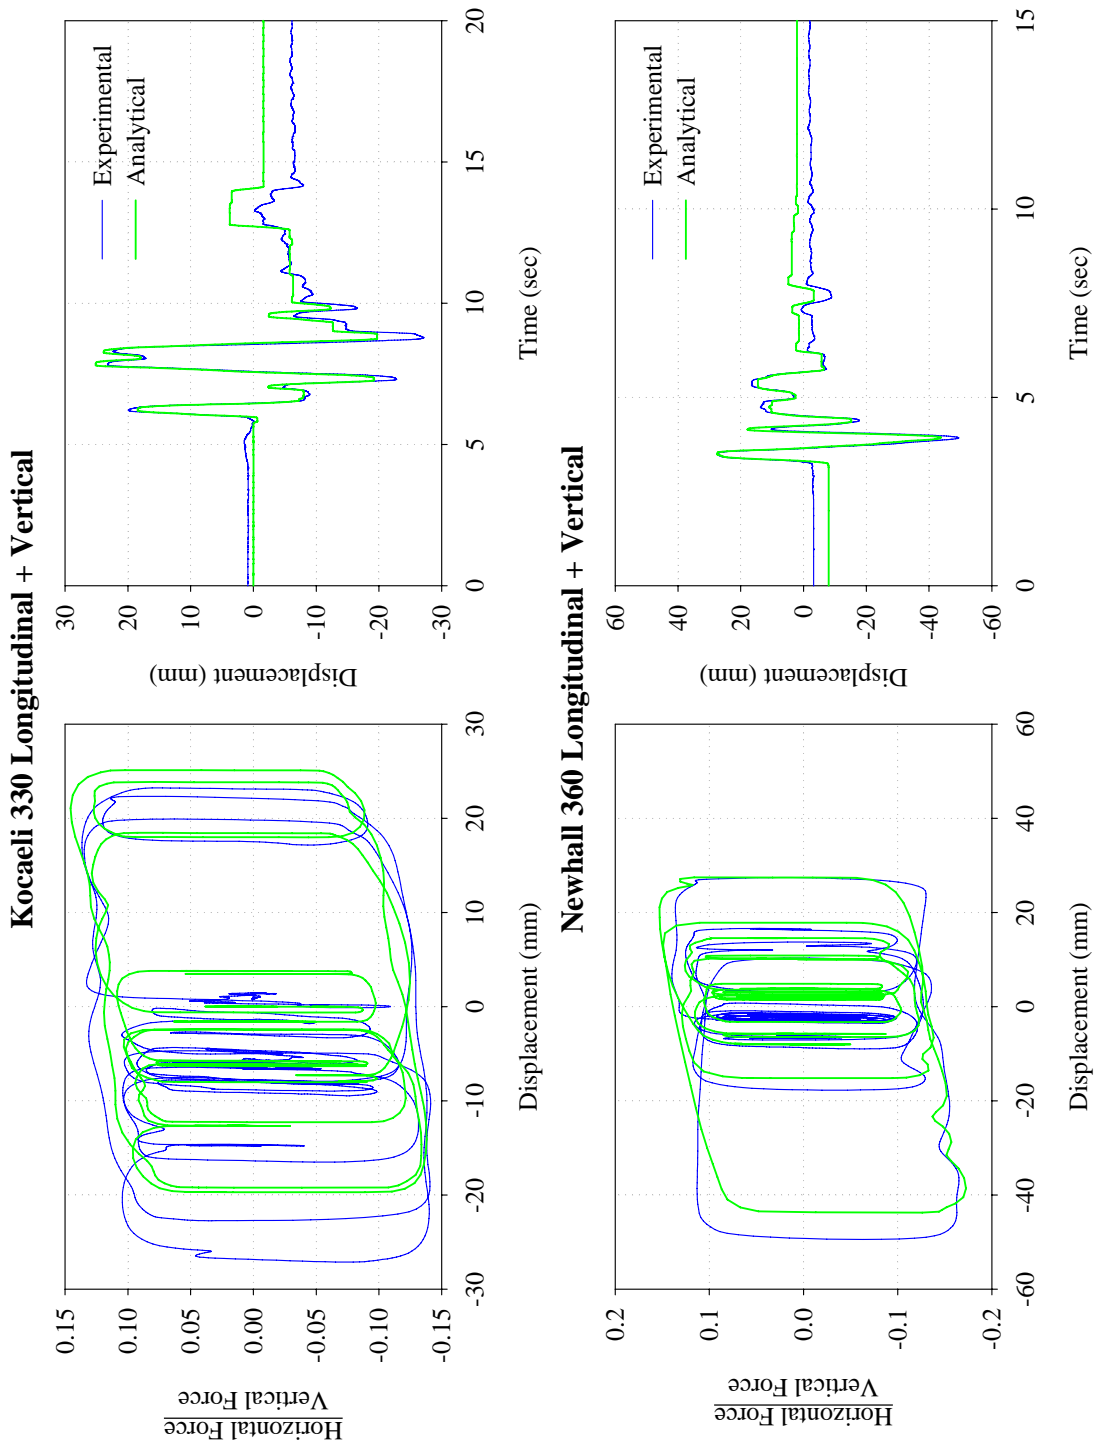 Kocaeli 330 Longitudinal + Vertical
Horizontal Force
Vertical Force
0.15
0.10
0.05
0.00
-0.05
-0.10
-0.15
-30 -20 -10 0 10 20 30
Displacement (mm)
Displacement (mm)
30
20
10
0
-10
-20
-30
0 5 10 15 20
Time (sec)
Experimental
Analytical
Newhall 360 Longitudinal + Vertical
Horizontal Force
Vertical Force
0.2
0.1
0.0
-0.1
-0.2
-60 -40 -20 0 20 40 60
Displacement (mm)
Displacement (mm)
60
40
20
0
-20
-40
-60
0 5 10 15
Time (sec)
Experimental
Analytical